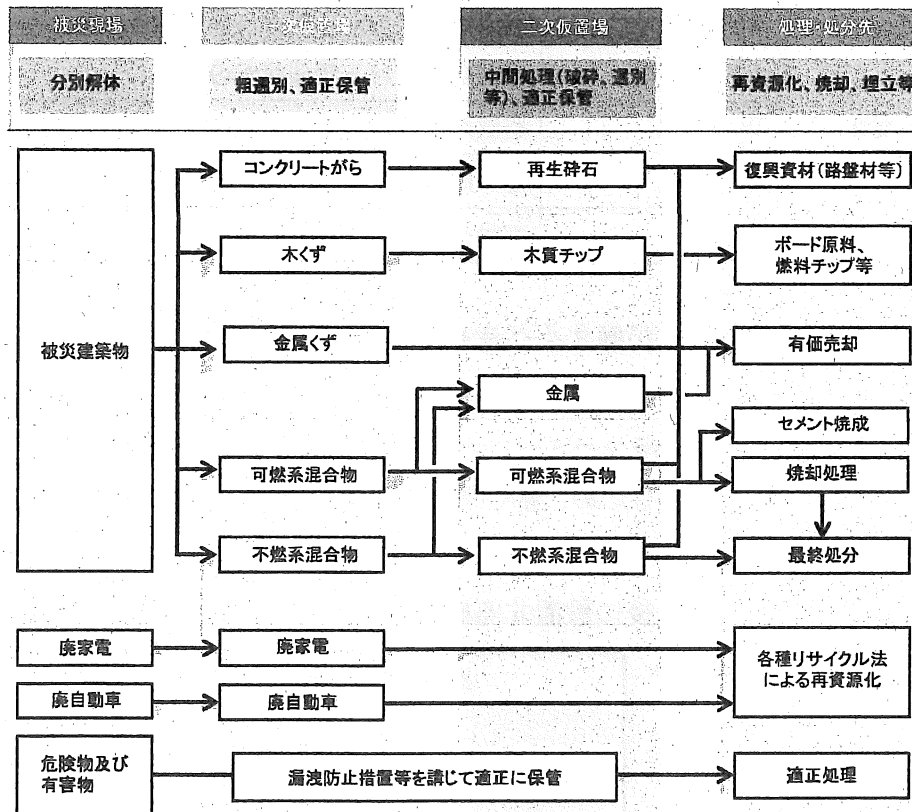 被災現場
一次仮置場
二次仮置場
処理・処分先
分別解体
粗選別、適正保管
中間処理(破砕、選別
等)、適正保管
再資源化、焼却、埋立等
被災建築物
コンクリートがら
再生砕石
復興資材(路盤材等)
木くず
木質チップ
ボード原料、
燃料チップ等
金属くず
有価売却
金属
セメント焼成
可燃系混合物
可燃系混合物
焼却処理
不燃系混合物
不燃系混合物
最終処分
廃家電
廃家電
廃自動車
廃自動車
各種リサイクル法
による再資源化
危険物及び
有害物
漏洩防止措置等を講じて適正に保管
適正処理